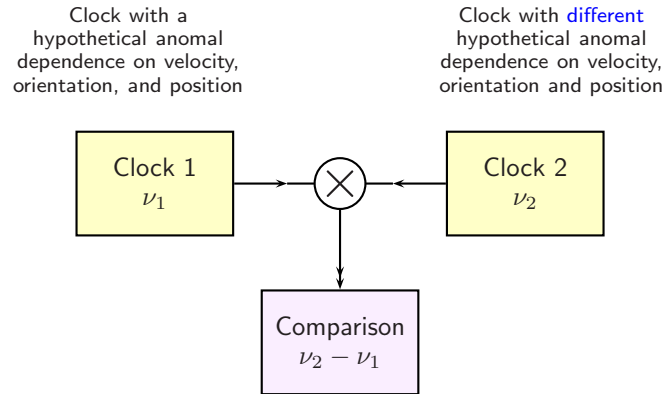 Clock with a
hypothetical anomal
dependence on velocity,
orientation, and position
Clock with different
hypothetical anomal
dependence on velocity,
orientation and position
Clock 1
ν₁
Clock 2
ν₂
Comparison
ν₂ − ν₁